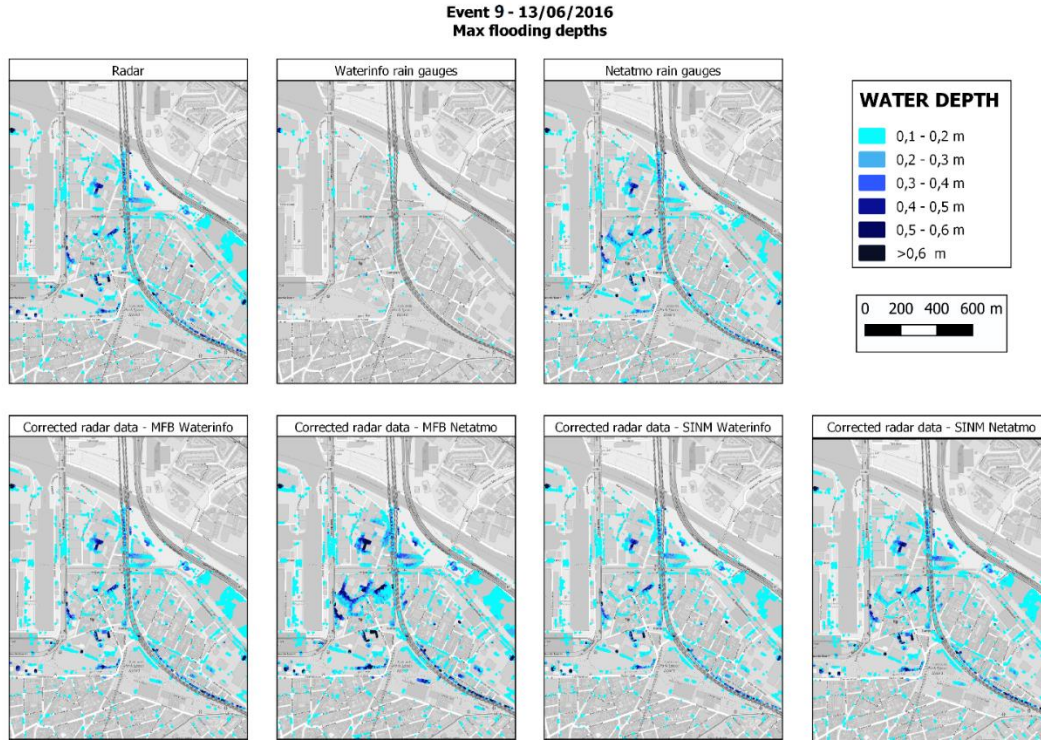 Event 9 - 13/06/2016
Max flooding depths
Radar
Waterinfo rain gauges
Netatmo rain gauges
WATER DEPTH
0,1 - 0,2 m
0,2 - 0,3 m
0,3 - 0,4 m
0,4 - 0,5 m
0,5 - 0,6 m
>0,6 m
0 200 400 600 m
Corrected radar data - MFB Waterinfo
Corrected radar data - MFB Netatmo
Corrected radar data - SINM Waterinfo
Corrected radar data - SINM Netatmo